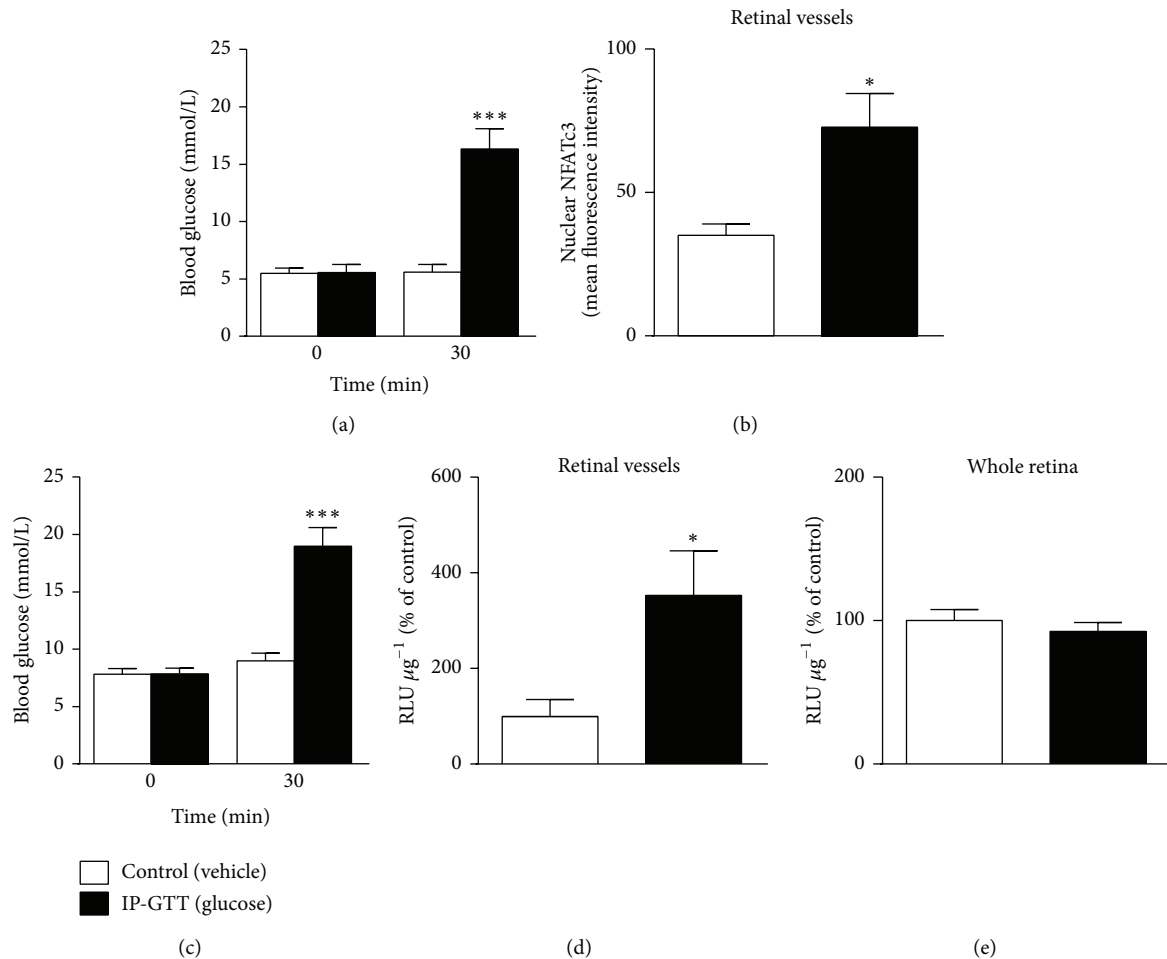 25
20
15
10
5
0
Blood glucose (mmol/L)
***
0
30
Time (min)
(a)
Retinal vessels
100
50
0
Nuclear NFATc3
(mean fluorescence intensity)
*
(b)
25
20
15
10
5
0
Blood glucose (mmol/L)
***
0
30
Time (min)
Control (vehicle)
IP-GTT (glucose)
(c)
Retinal vessels
600
400
200
0
RLU μg⁻¹ (% of control)
*
(d)
Whole retina
200
100
0
RLU μg⁻¹ (% of control)
(e)